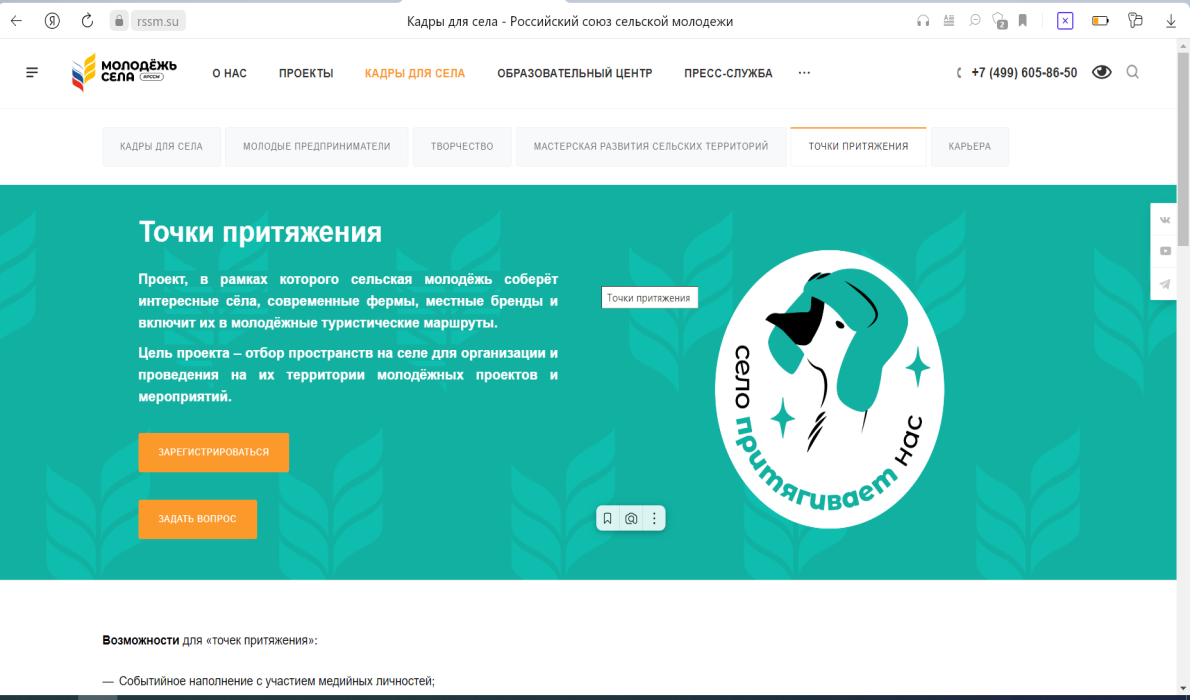 Я
rssm.su
Кадры для села - Российский союз сельской молодежи
2
МОЛОДЁЖЬ
СЕЛА АРССМ
О НАС
ПРОЕКТЫ
КАДРЫ ДЛЯ СЕЛА
ОБРАЗОВАТЕЛЬНЫЙ ЦЕНТР
ПРЕСС-СЛУЖБА
...
+7 (499) 605-86-50
КАДРЫ ДЛЯ СЕЛА
МОЛОДЫЕ ПРЕДПРИНИМАТЕЛИ
ТВОРЧЕСТВО
МАСТЕРСКАЯ РАЗВИТИЯ СЕЛЬСКИХ ТЕРРИТОРИЙ
ТОЧКИ ПРИТЯЖЕНИЯ
КАРЬЕРА
Точки притяжения
Проект, в рамках которого сельская молодёжь соберёт
интересные сёла, современные фермы, местные бренды и
включит их в молодёжные туристические маршруты.
Цель проекта – отбор пространств на селе для организации и
проведения на их территории молодёжных проектов и
мероприятий.
ЗАРЕГИСТРИРОВАТЬСЯ
ЗАДАТЬ ВОПРОС
Точки притяжения
село притягивает нас
Возможности для «точек притяжения»:
— Событийное наполнение с участием медийных личностей;